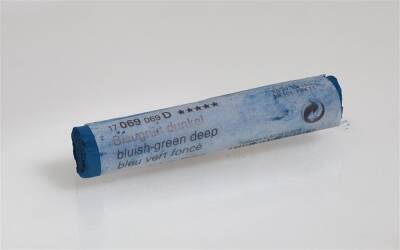 17 069 069 D *****
Blaugrün dunkel
bluish-green deep
bleu vert foncé